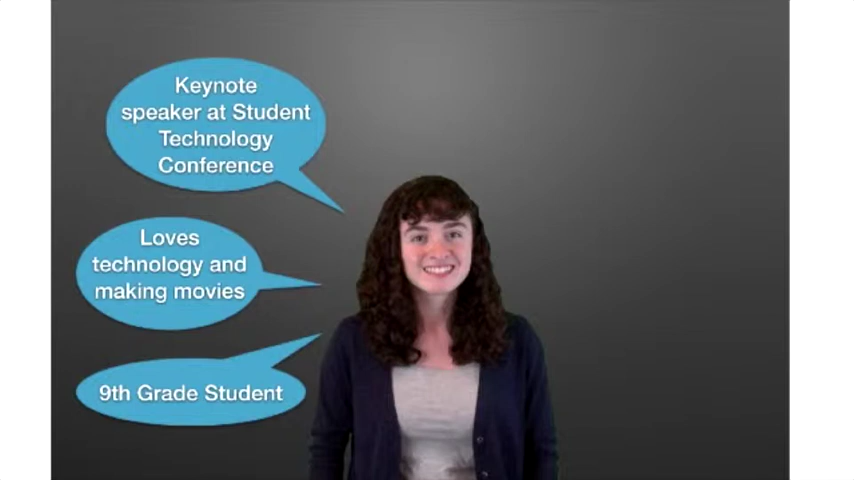 Keynote
speaker at Student
Technology
Conference
Loves
technology and
making movies
9th Grade Student